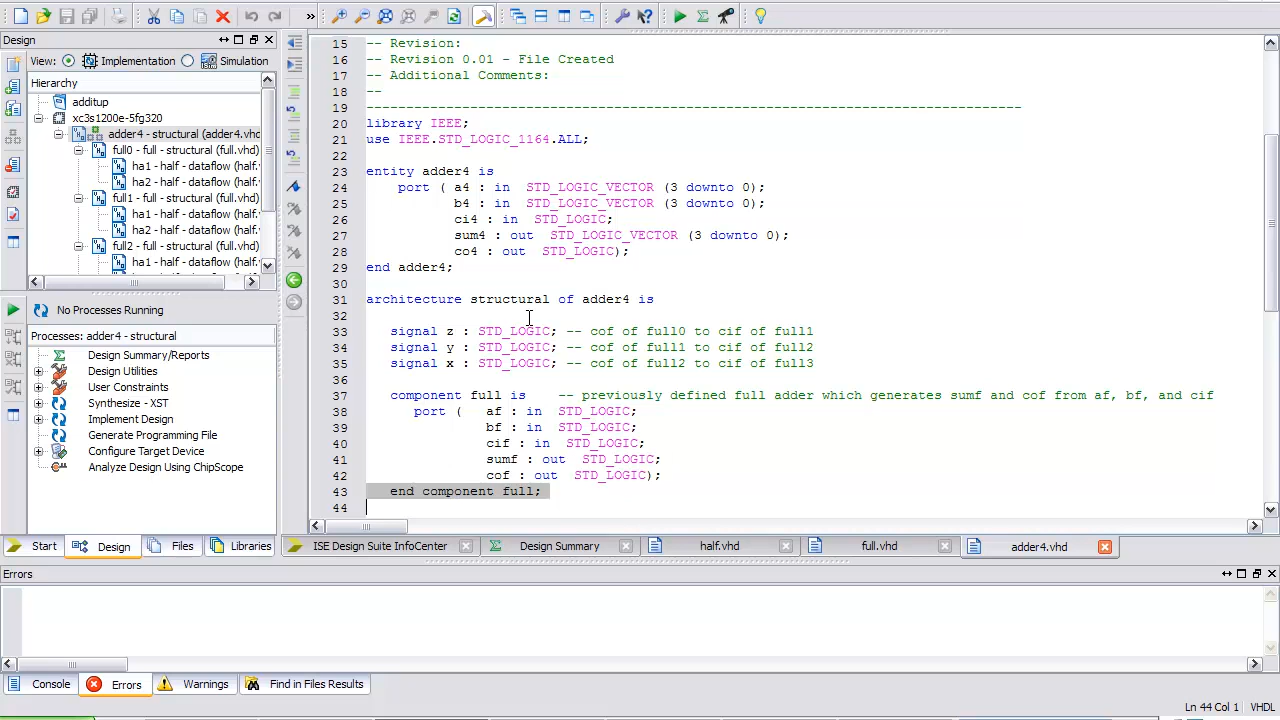 »
Design
View: Implementation Simulation
Hierarchy
additup
xc3s1200e-5fg320
adder4 - structural (adder4.vhd
full0 - full - structural (full.vhd)
ha1 - half - dataflow (half.
ha2 - half - dataflow (half.
full1 - full - structural (full.vhd)
ha1 - half - dataflow (half.
ha2 - half - dataflow (half.
full2 - full - structural (full.vhd)
ha1 - half - dataflow (half.
No Processes Running
Processes: adder4 - structural
Design Summary/Reports
Design Utilities
User Constraints
Synthesize - XST
Implement Design
Generate Programming File
Configure Target Device
Analyze Design Using ChipScope
Start Design Files Libraries
15 -- Revision:
16 -- Revision 0.01 - File Created
17 -- Additional Comments:
18 --
19 ----------------------------------------------------------------------------------
20 library IEEE;
21 use IEEE.STD_LOGIC_1164.ALL;
22
23 entity adder4 is
24 port ( a4 : in STD_LOGIC_VECTOR (3 downto 0);
25 b4 : in STD_LOGIC_VECTOR (3 downto 0);
26 ci4 : in STD_LOGIC;
27 sum4 : out STD_LOGIC_VECTOR (3 downto 0);
28 co4 : out STD_LOGIC);
29 end adder4;
30
31 architecture structural of adder4 is
32
33 signal z : STD_LOGIC; -- cof of full0 to cif of full1
34 signal y : STD_LOGIC; -- cof of full1 to cif of full2
35 signal x : STD_LOGIC; -- cof of full2 to cif of full3
36
37 component full is -- previously defined full adder which generates sumf and cof from af, bf, and cif
38 port ( af : in STD_LOGIC;
39 bf : in STD_LOGIC;
40 cif : in STD_LOGIC;
41 sumf : out STD_LOGIC;
42 cof : out STD_LOGIC);
43 end component full;
44
ISE Design Suite InfoCenter Design Summary half.vhd full.vhd adder4.vhd
Errors
Console Errors Warnings Find in Files Results
Ln 44 Col 1 VHDL